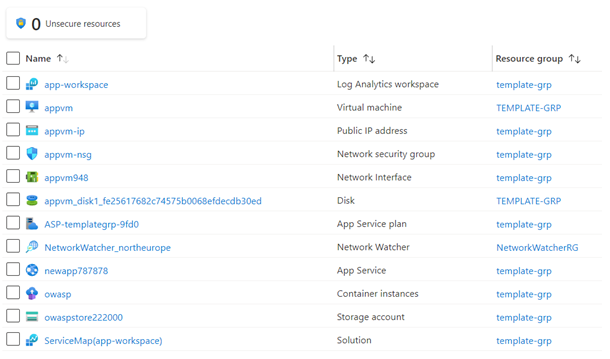 0 Unsecure resources
Name ↑↓ Type ↑↓ Resource group ↑↓
app-workspace Log Analytics workspace template-grp
appvm Virtual machine TEMPLATE-GRP
appvm-ip Public IP address template-grp
appvm-nsg Network security group template-grp
appvm948 Network Interface template-grp
appvm_disk1_fe25617682c74575b0068efdecdb30ed Disk TEMPLATE-GRP
ASP-templategrp-9fd0 App Service plan template-grp
NetworkWatcher_northeurope Network Watcher NetworkWatcherRG
newapp787878 App Service template-grp
owasp Container instances template-grp
owaspstore222000 Storage account template-grp
ServiceMap(app-workspace) Solution template-grp